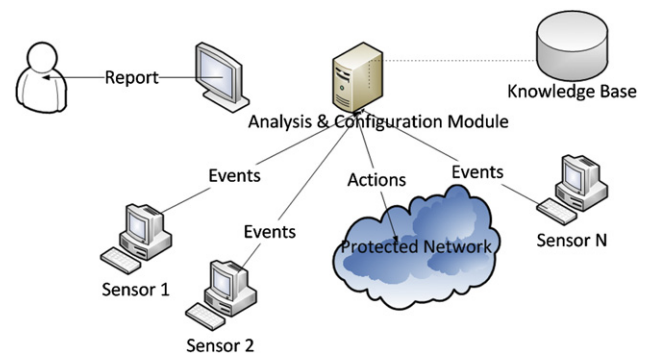 Report
Knowledge Base
Analysis & Configuration Module
Events
Actions
Events
Events
Protected Network
Sensor N
Sensor 1
Sensor 2